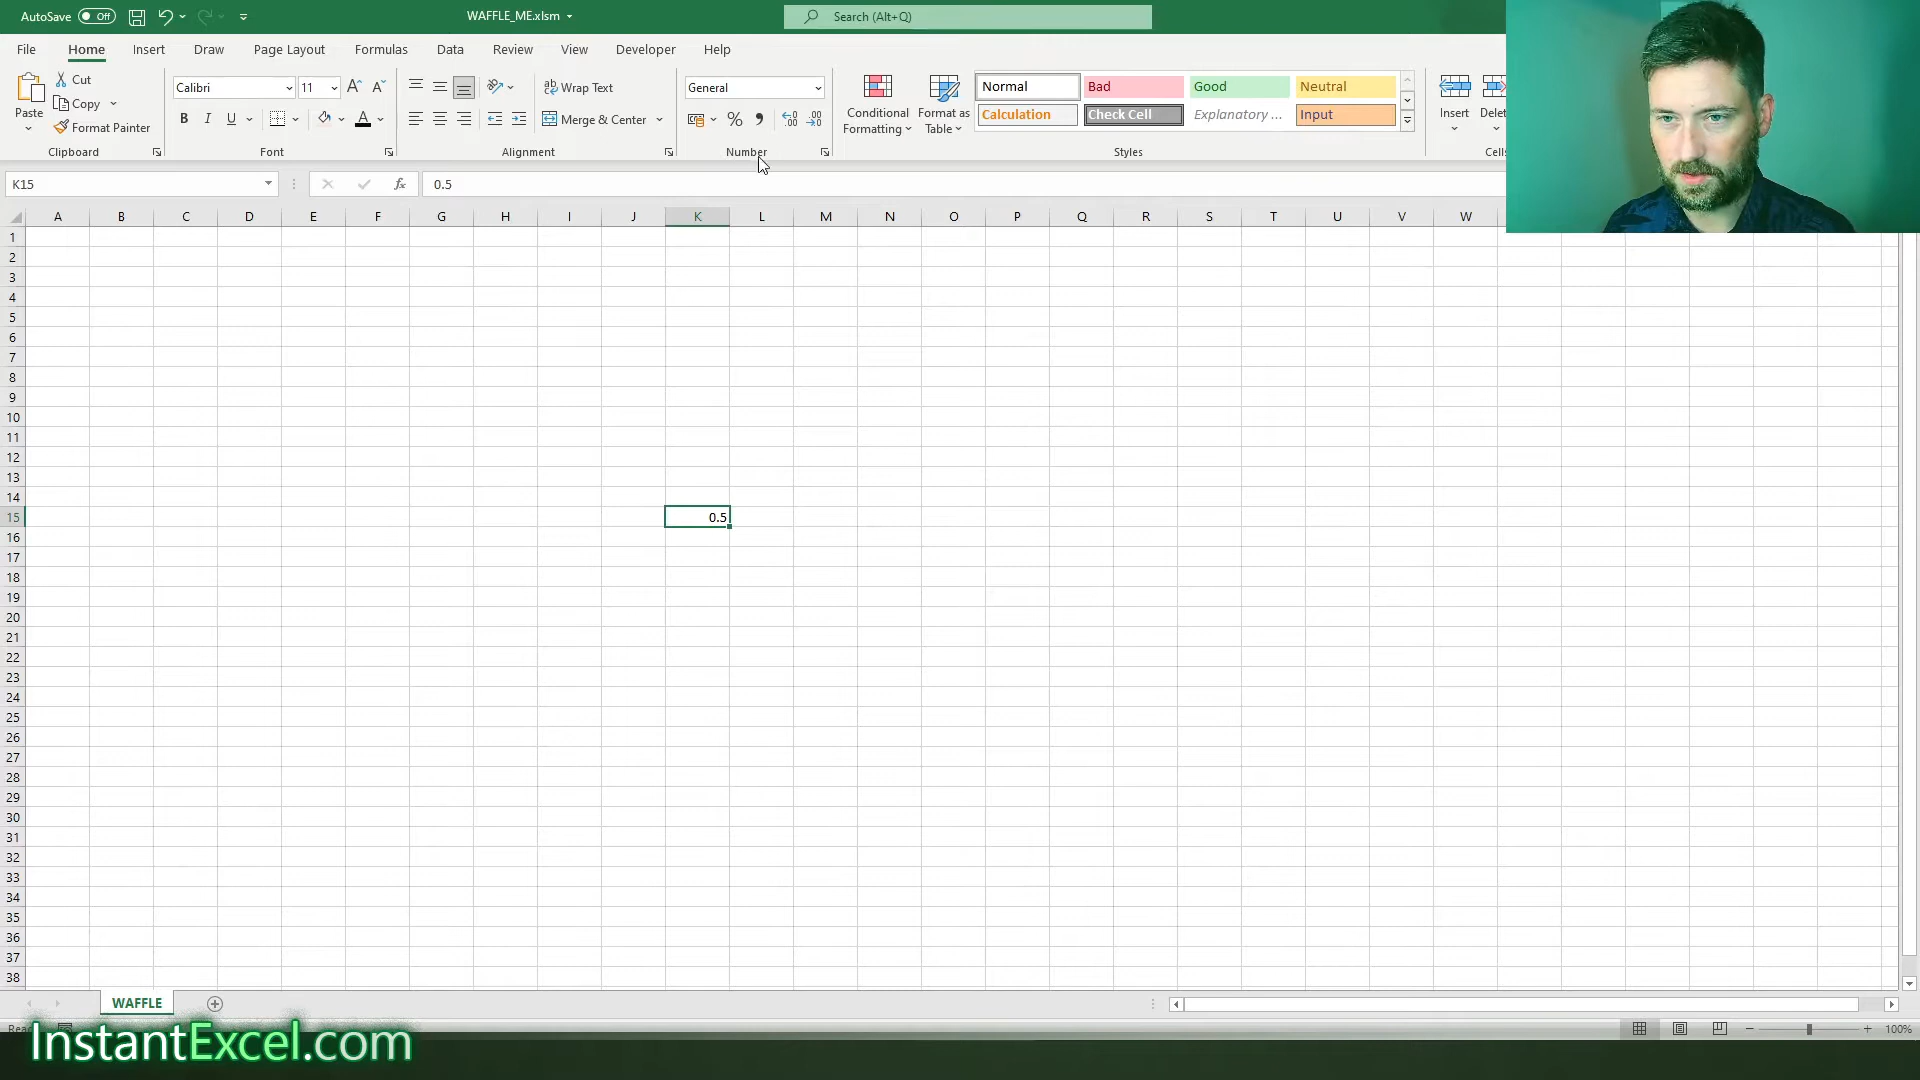 AutoSave Off WAFFLE_ME.xlsm Search (Alt+Q)
File Home Insert Draw Page Layout Formulas Data Review View Developer Help
Paste
Cut
Copy
Format Painter
Clipboard
Calibri 11
B I U A
Font
Wrap Text
Merge & Center
Alignment
General
%
Number
Conditional
Formatting
Format as
Table
Normal Bad Good Neutral
Calculation Check Cell Explanatory ... Input
Styles
Insert
K15 fx 0.5
A B C D E F G H I J K L M N O P Q R S T U V W
1
2
3
4
5
6
7
8
9
10
11
12
13
14
15 0.5
16
17
18
19
20
21
22
23
24
25
26
27
28
29
30
31
32
33
34
35
36
37
38
WAFFLE
InstantExcel.com
100%